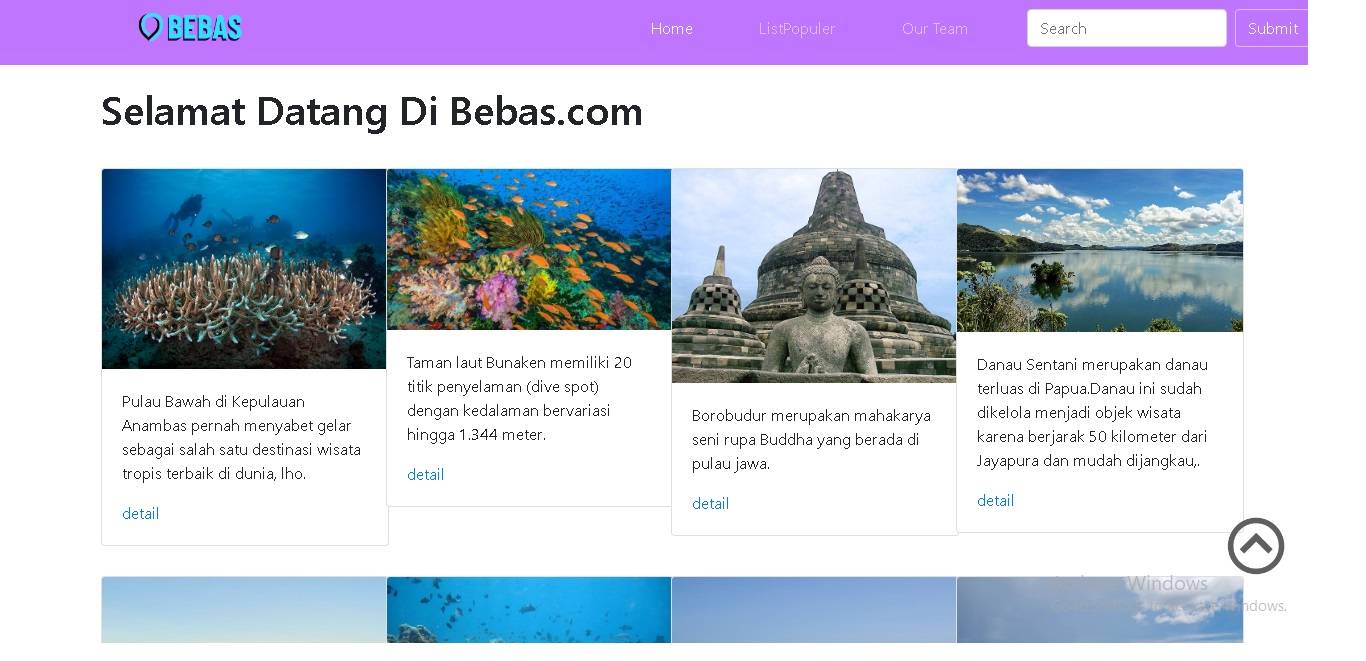 BEBAS
Home
ListPopuler
Our Team
Search
Submit
Selamat Datang Di Bebas.com
Pulau Bawah di Kepulauan
Anambas pernah menyabet gelar
sebagai salah satu destinasi wisata
tropis terbaik di dunia, lho.
detail
Taman laut Bunaken memiliki 20
titik penyelaman (dive spot)
dengan kedalaman bervariasi
hingga 1.344 meter.
detail
Borobudur merupakan mahakarya
seni rupa Buddha yang berada di
pulau jawa.
detail
Danau Sentani merupakan danau
terluas di Papua.Danau ini sudah
dikelola menjadi objek wisata
karena berjarak 50 kilometer dari
Jayapura dan mudah dijangkau,.
detail
Windows